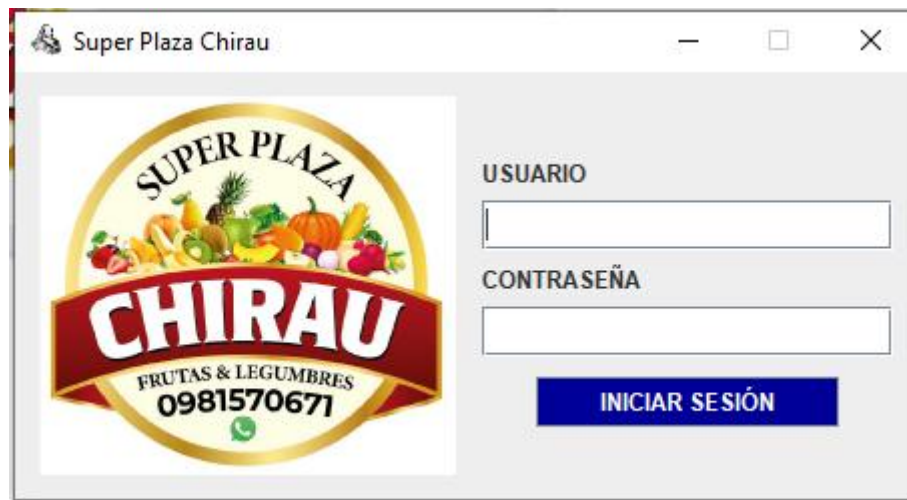 Super Plaza Chirau
SUPER PLAZA
CHIRAU
FRUTAS & LEGUMBRES
0981570671
USUARIO
CONTRASEÑA
INICIAR SESIÓN